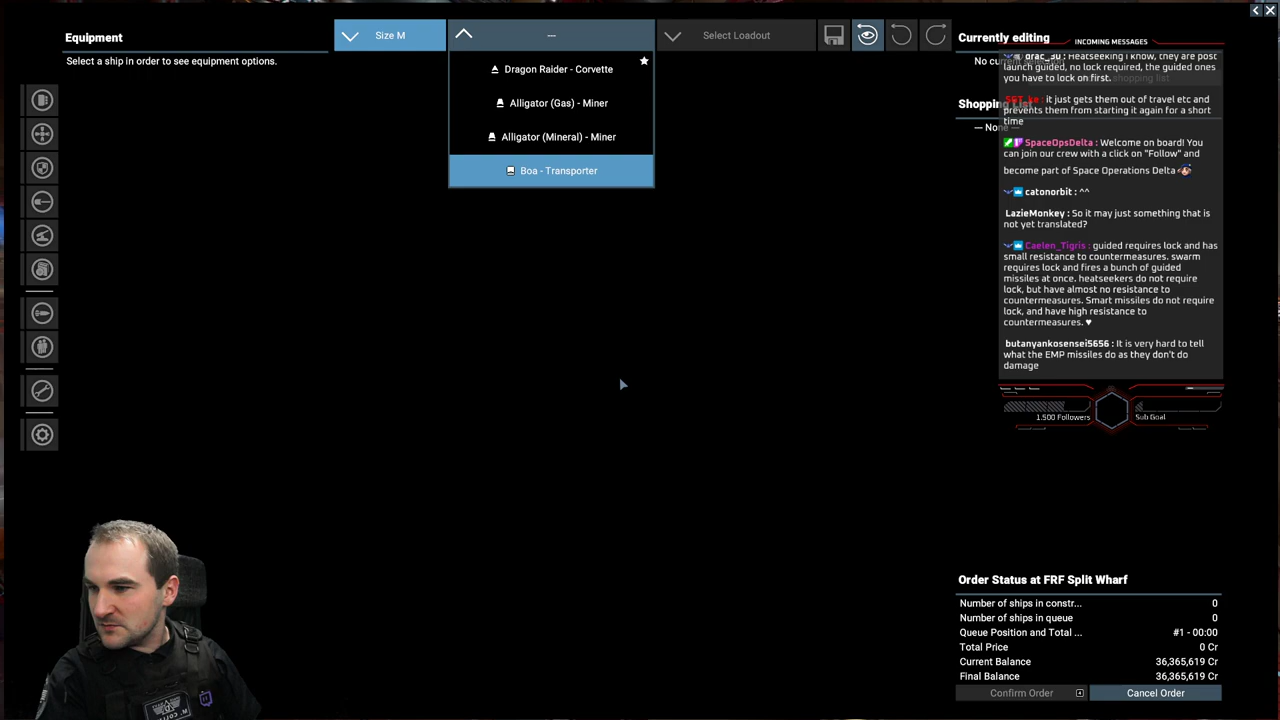 Equipment
Select a ship in order to see equipment options.
Size M
---
Select Loadout
Dragon Raider - Corvette
Alligator (Gas) - Miner
Alligator (Mineral) - Miner
Boa - Transporter
Currently editing
INCOMING MESSAGES
Heatseeking I know, they are post
launch guided, no lock required, the guided ones
you have to lock on first.
shopping list
Shopping
it just gets them out of travel etc and
prevents them from starting it again for a short
time
— None —
SpaceOpsDelta : Welcome on board! You
can join our crew with a click on "Follow" and
become part of Space Operations Delta
catonorbit : ^^
LazieMonkey : So it may just something that is
not yet translated?
Caelen_Tigris : guided requires lock and has
small resistance to countermeasures. swarm
requires lock and fires a bunch of guided
missiles at once. heatseekers do not require
lock, but have almost no resistance to
countermeasures. Smart missiles do not require
lock, and have high resistance to
countermeasures. ♥
butanyankosensei5656 : It is very hard to tell
what the EMP missiles do as they don't do
damage
1.500 Followers
Sub Goal
Order Status at FRF Split Wharf
Number of ships in constr... 0
Number of ships in queue 0
Queue Position and Total ... #1 - 00:00
Total Price 0 Cr
Current Balance 36,365,619 Cr
Final Balance 36,365,619 Cr
Confirm Order
Cancel Order